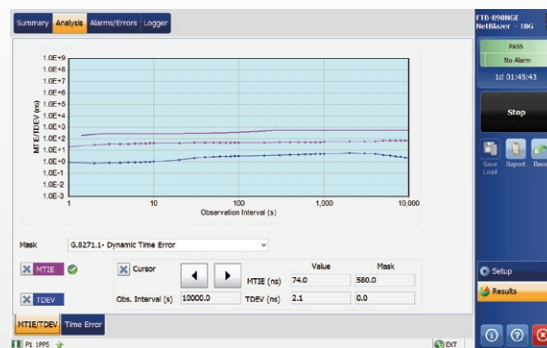 Summary Analysis Alarms/Errors Logger
FTB-890NGE
NetBlazer - 10G
PASS
No Alarm
1d 01:45:43
Stop
Save
Load
Report
MTIE/TDEV (ns)
1.0E+9
1.0E+8
1.0E+7
1.0E+6
1.0E+5
1.0E+4
1.0E+3
1.0E+2
1.0E+1
1.0E+0
1.0E-1
1.0E-2
1.0E-3
1 10 100 1,000 10,000
Observation Interval (s)
Mask G.8271.1- Dynamic Time Error
MTIE
Cursor
Value Mask
MTIE (ns) 74.0 580.0
TDEV
Obs. Interval (s) 10000.0 TDEV (ns) 2.1 0.0
Setup
Results
MTIE/TDEV Time Error
P1 1PPS
EXT